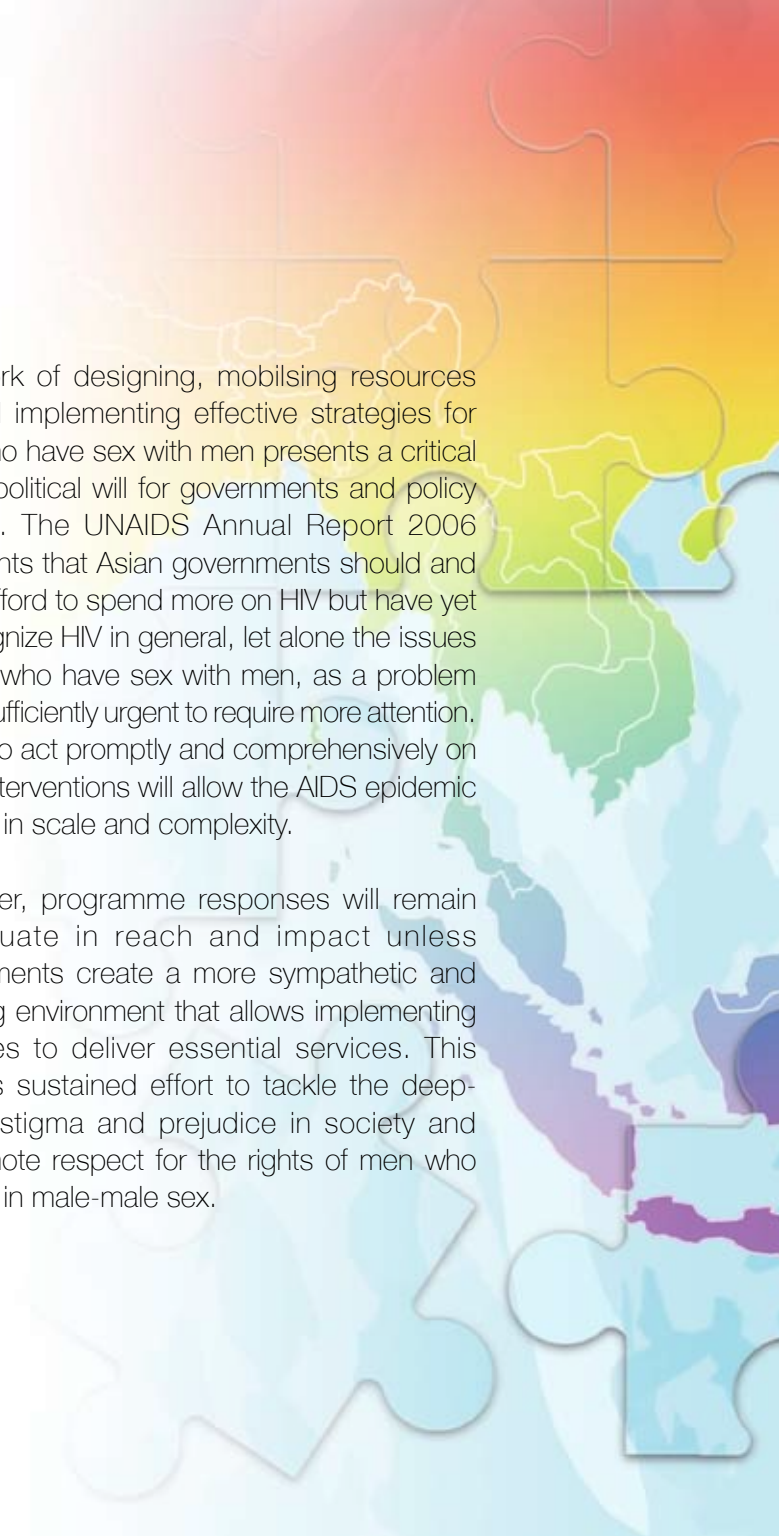 rk of designing, mobilsing resources
implementing effective strategies for
o have sex with men presents a critical
political will for governments and policy
. The UNAIDS Annual Report 2006
nts that Asian governments should and
fford to spend more on HIV but have yet
gnize HIV in general, let alone the issues
who have sex with men, as a problem
ufficiently urgent to require more attention.
o act promptly and comprehensively on
terventions will allow the AIDS epidemic
in scale and complexity.
er, programme responses will remain
uate in reach and impact unless
ments create a more sympathetic and
g environment that allows implementing
es to deliver essential services. This
s sustained effort to tackle the deep-
stigma and prejudice in society and
note respect for the rights of men who
in male-male sex.